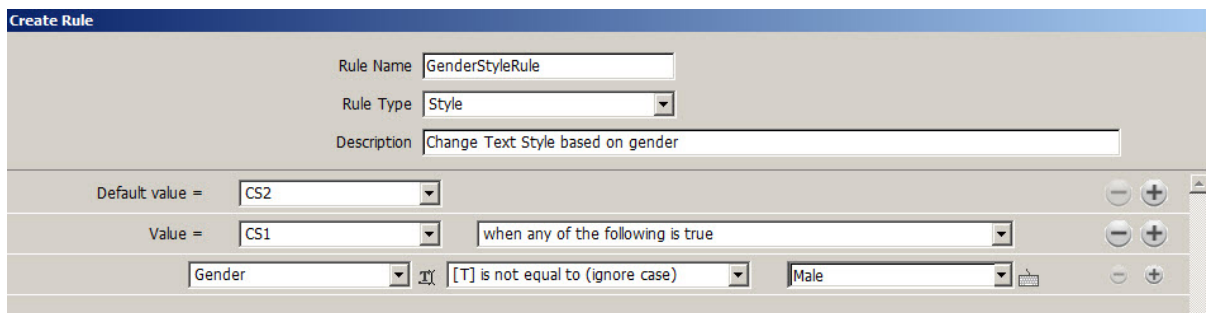 Create Rule
Rule Name GenderStyleRule
Rule Type Style
Description Change Text Style based on gender
Default value = CS2
Value = CS1 when any of the following is true
Gender T [T] is not equal to (ignore case) Male